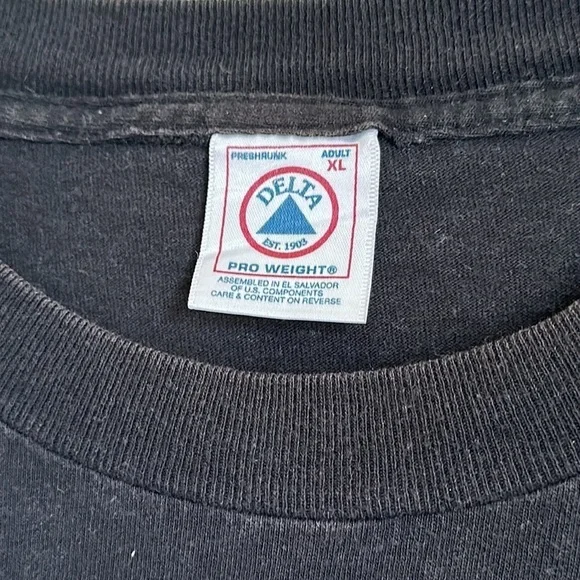 PRESHRUNK ADULT
XL
DELTA
EST. 1903
PRO WEIGHT®
ASSEMBLED IN EL SALVADOR
OF U.S. COMPONENTS
CARE & CONTENT ON REVERSE